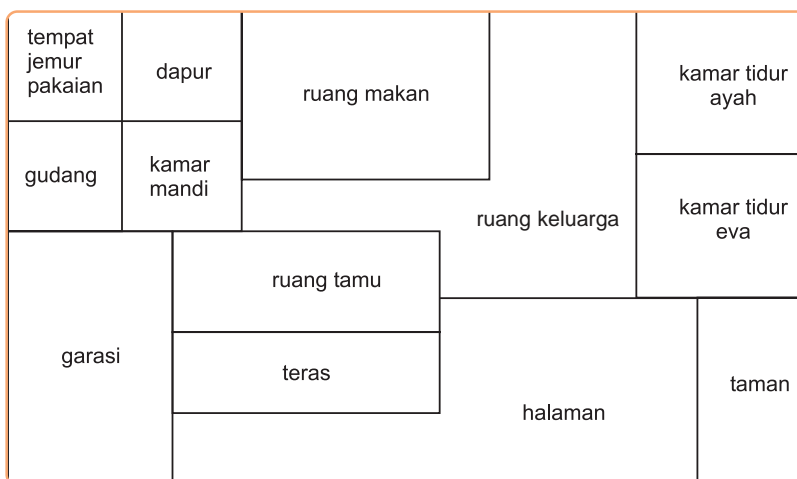 tempat
jemur
pakaian
dapur
ruang makan
kamar tidur
ayah
gudang
kamar
mandi
ruang keluarga
kamar tidur
eva
ruang tamu
garasi
teras
halaman
taman